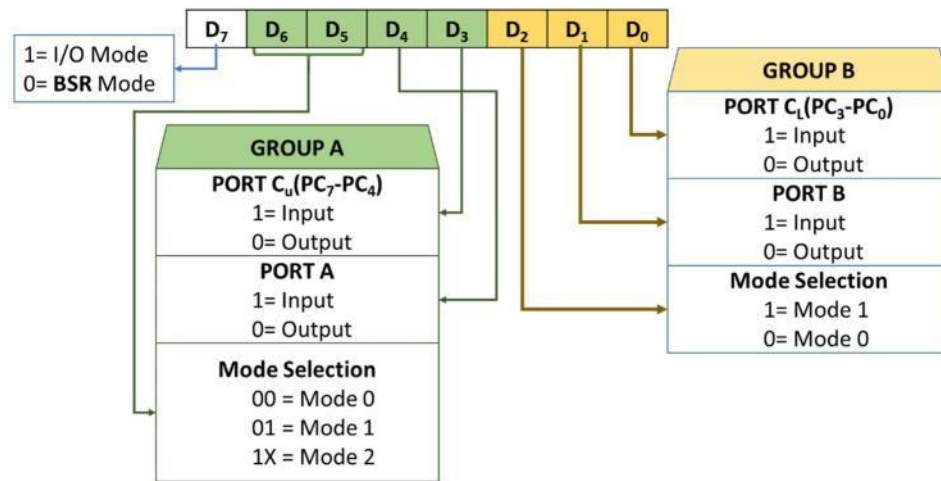 D₇ D₆ D₅ D₄ D₃ D₂ D₁ D₀
1= I/O Mode
0= BSR Mode
GROUP A
PORT Cᵤ(PC₇-PC₄)
1= Input
0= Output
PORT A
1= Input
0= Output
Mode Selection
00 = Mode 0
01 = Mode 1
1X = Mode 2
GROUP B
PORT C_L(PC₃-PC₀)
1= Input
0= Output
PORT B
1= Input
0= Output
Mode Selection
1= Mode 1
0= Mode 0